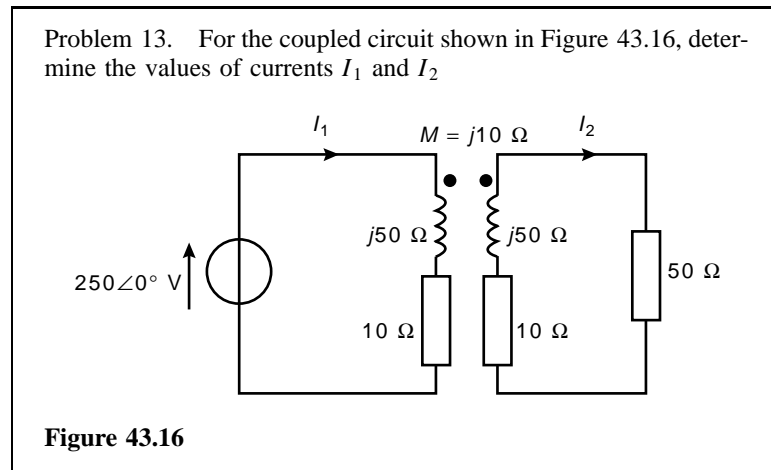 Problem 13. For the coupled circuit shown in Figure 43.16, deter-
mine the values of currents I1 and I2
I1
M = j10 Ω
I2
j50 Ω
j50 Ω
250∠0° V
50 Ω
10 Ω
10 Ω
Figure 43.16